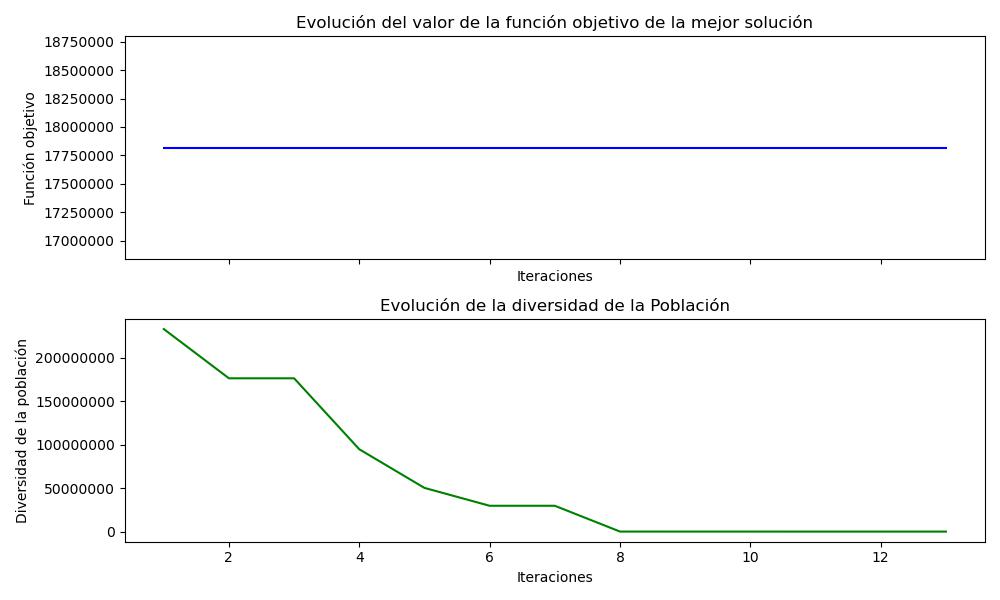 Evolución del valor de la función objetivo de la mejor solución
18750000
18500000
18250000
18000000
17750000
17500000
17250000
17000000
Función objetivo
Iteraciones
Evolución de la diversidad de la Población
200000000
150000000
100000000
50000000
0
Diversidad de la población
2 4 6 8 10 12
Iteraciones